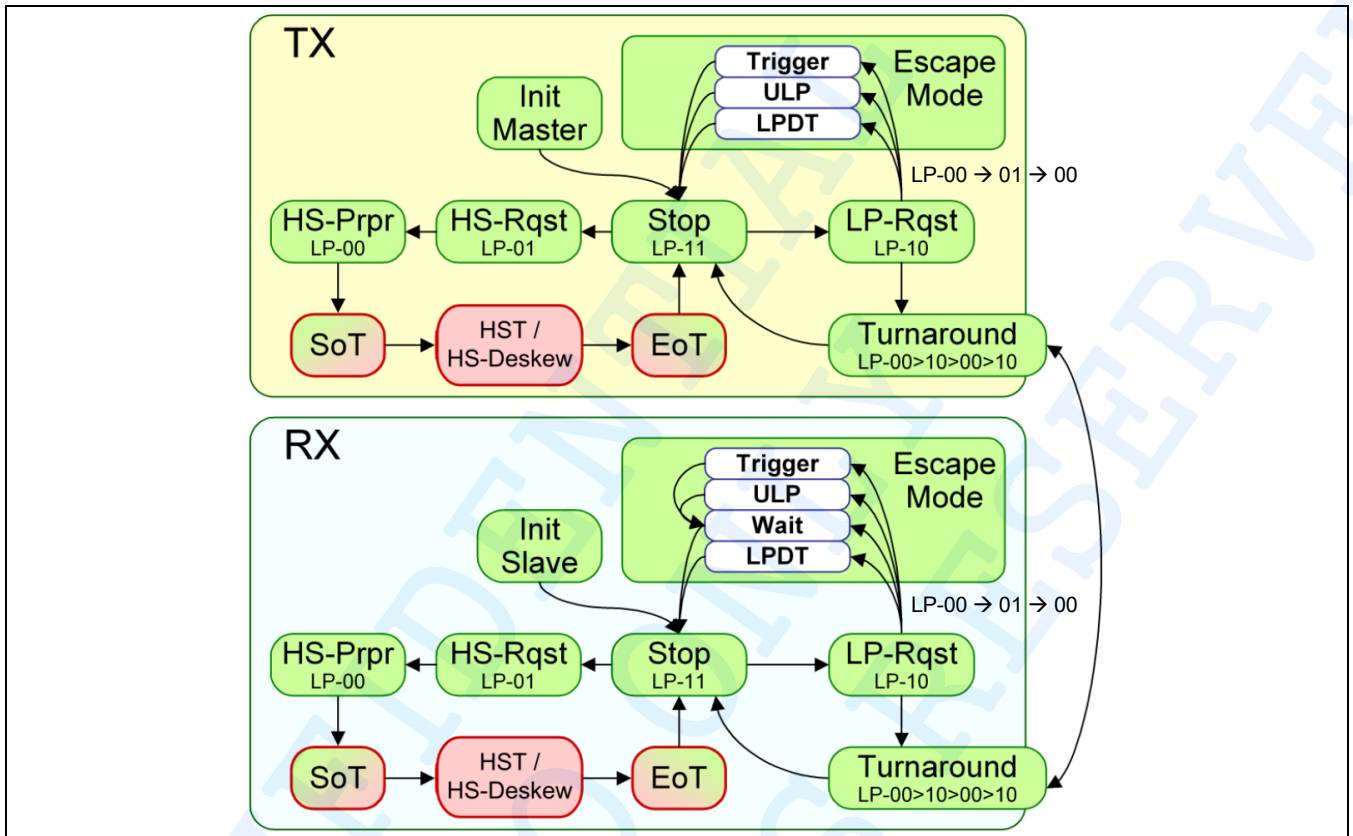 TX
Escape
Mode
Trigger
ULP
LPDT
Init
Master
LP-00 → 01 → 00
HS-Prpr
LP-00
HS-Rqst
LP-01
Stop
LP-11
LP-Rqst
LP-10
SoT
HST /
HS-Deskew
EoT
Turnaround
LP-00>10>00>10
RX
Escape
Mode
Trigger
ULP
Wait
LPDT
Init
Slave
LP-00 → 01 → 00
HS-Prpr
LP-00
HS-Rqst
LP-01
Stop
LP-11
LP-Rqst
LP-10
SoT
HST /
HS-Deskew
EoT
Turnaround
LP-00>10>00>10